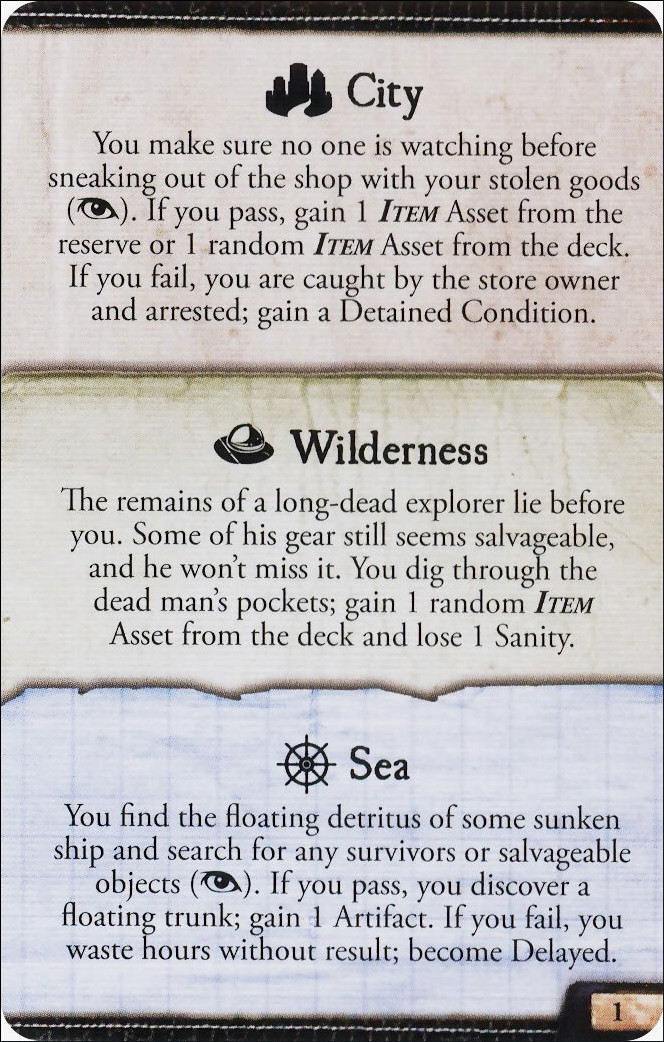 City
You make sure no one is watching before
sneaking out of the shop with your stolen goods
(). If you pass, gain 1 ITEM Asset from the
reserve or 1 random ITEM Asset from the deck.
If you fail, you are caught by the store owner
and arrested; gain a Detained Condition.
Wilderness
The remains of a long-dead explorer lie before
you. Some of his gear still seems salvageable,
and he won’t miss it. You dig through the
dead man’s pockets; gain 1 random ITEM
Asset from the deck and lose 1 Sanity.
Sea
You find the floating detritus of some sunken
ship and search for any survivors or salvageable
objects (). If you pass, you discover a
floating trunk; gain 1 Artifact. If you fail, you
waste hours without result; become Delayed.
1